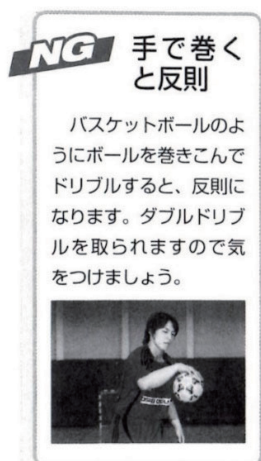 NG
手で巻く
と反則
バスケットボールのよ
うにボールを巻きこんで
ドリブルすると、反則に
なります。ダブルドリブ
ルを取られますので気
をつけましょう。